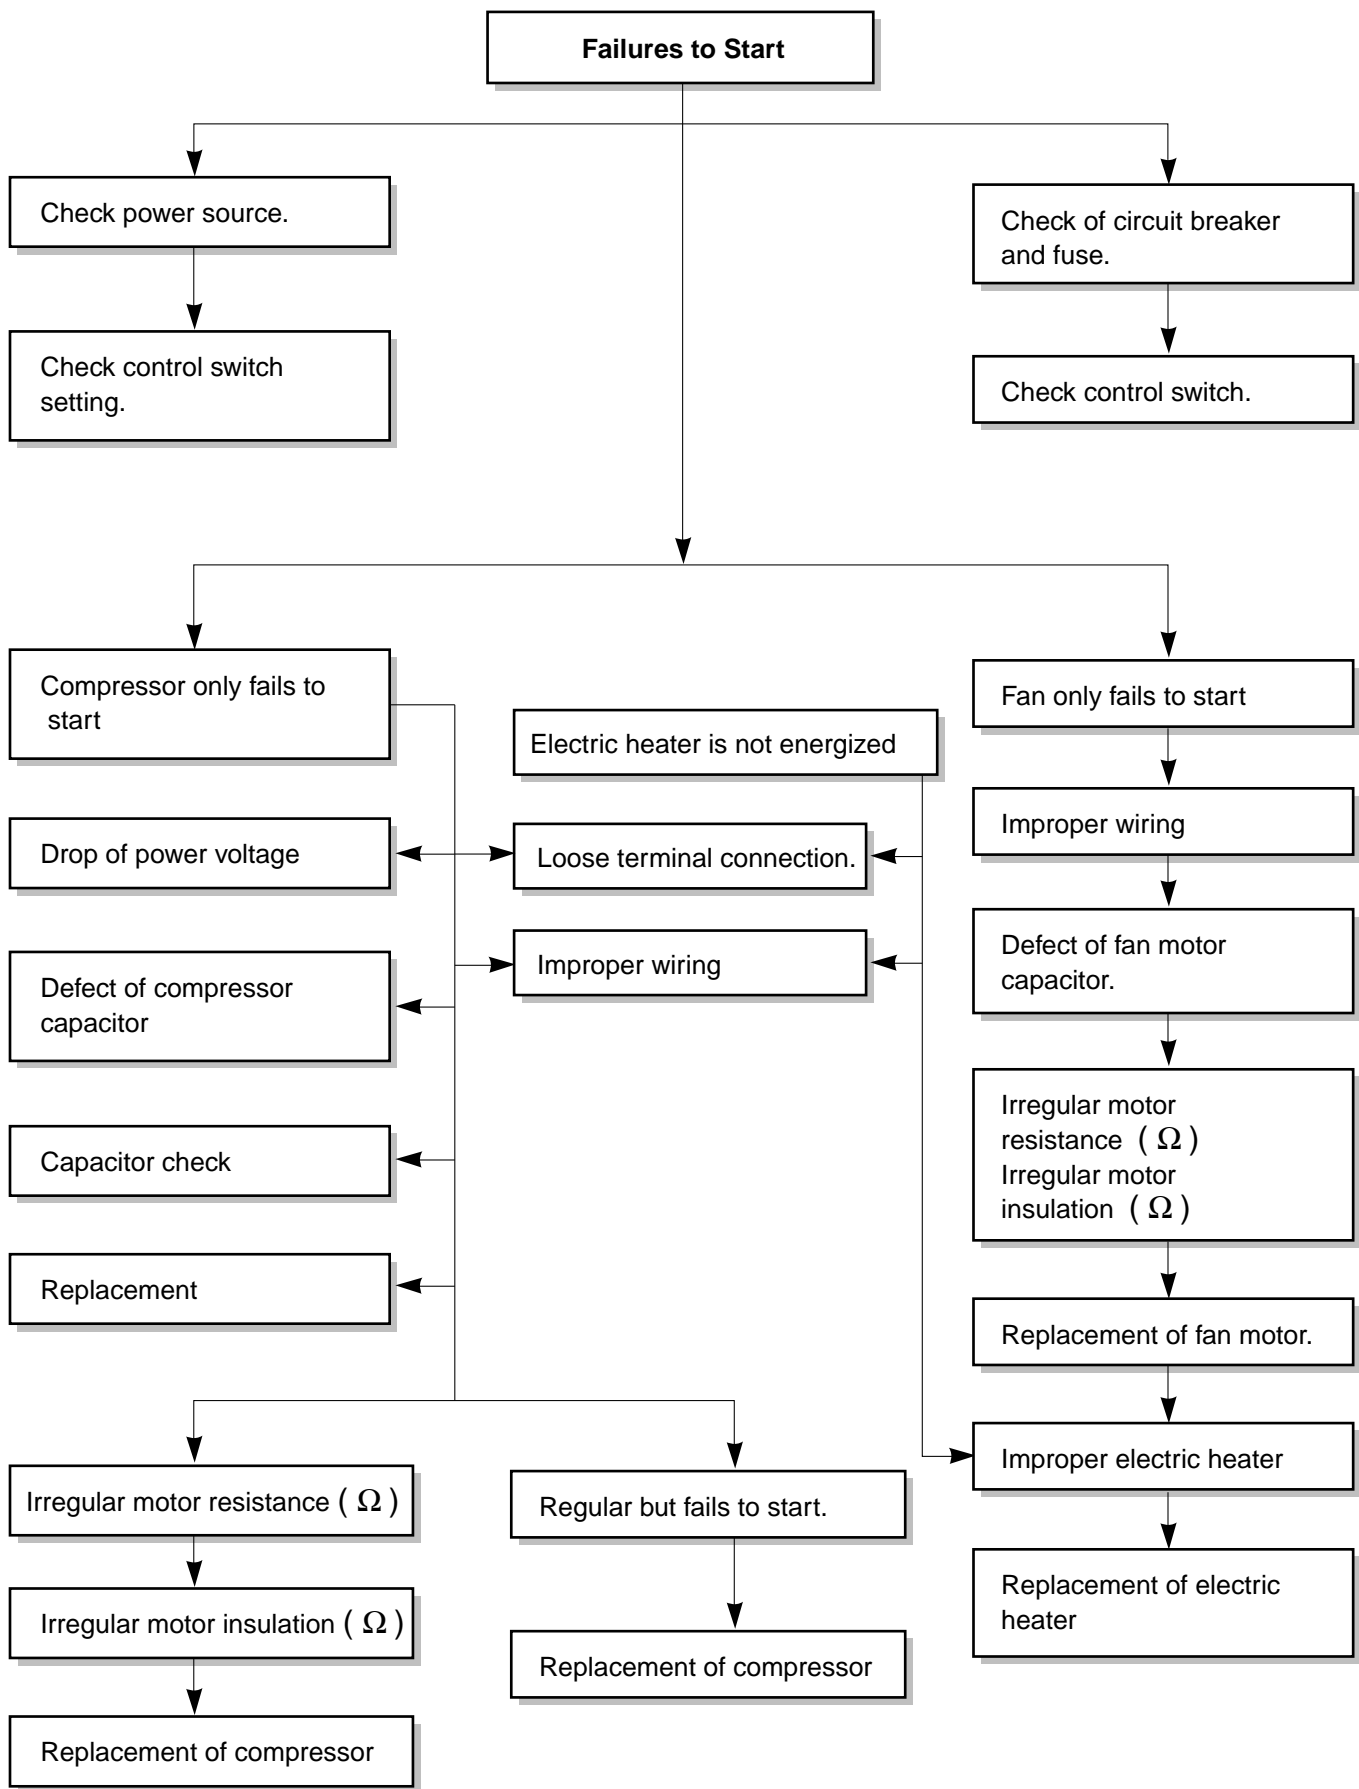 Failures to Start
Check power source.
Check of circuit breaker
and fuse.
Check control switch
setting.
Check control switch.
Compressor only fails to
start
Fan only fails to start
Electric heater is not energized
Improper wiring
Drop of power voltage
Loose terminal connection.
Defect of fan motor
capacitor.
Improper wiring
Defect of compressor
capacitor
Irregular motor
resistance ( Ω )
Irregular motor
insulation ( Ω )
Capacitor check
Replacement
Replacement of fan motor.
Improper electric heater
Irregular motor resistance ( Ω )
Regular but fails to start.
Replacement of electric
heater
Irregular motor insulation ( Ω )
Replacement of compressor
Replacement of compressor